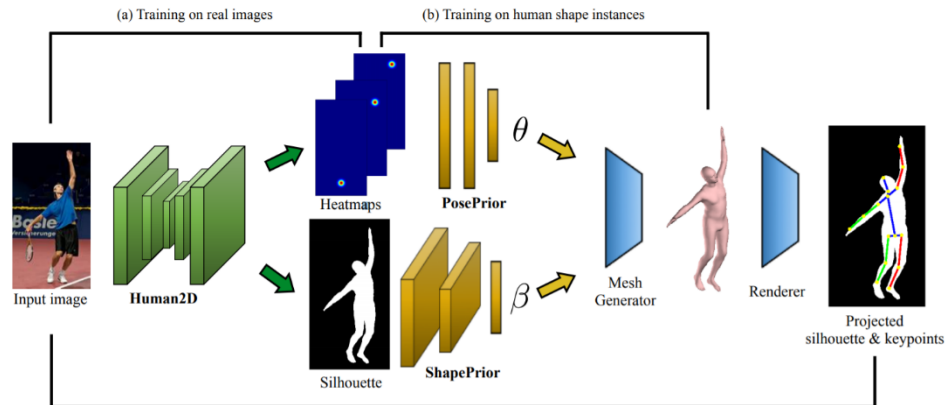 (a) Training on real images
(b) Training on human shape instances
Heatmaps
θ
PosePrior
Basle
Input image
Human2D
Silhouette
β
ShapePrior
Mesh
Generator
Renderer
Projected
silhouette & keypoints